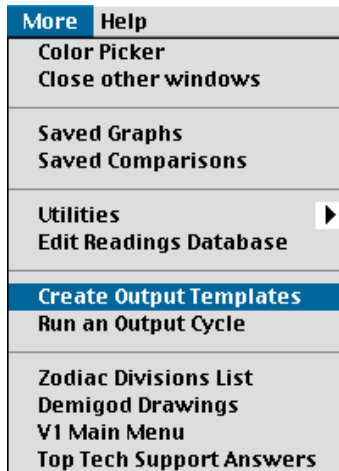 More Help
Color Picker
Close other windows
Saved Graphs
Saved Comparisons
Utilities
Edit Readings Database
Create Output Templates
Run an Output Cycle
Zodiac Divisions List
Demigod Drawings
V1 Main Menu
Top Tech Support Answers